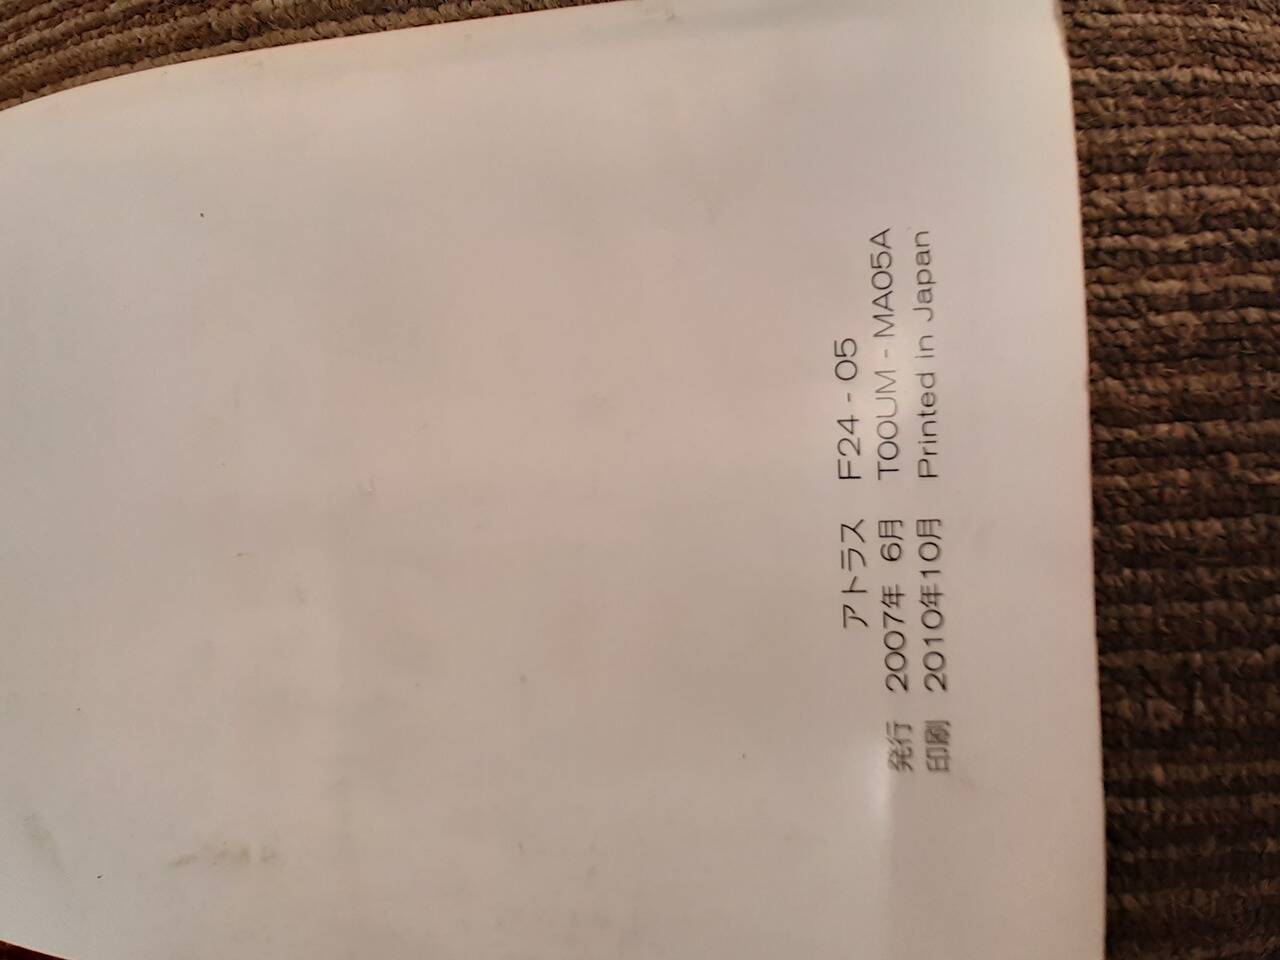 アトラス F24 - 05
発行 2007年 6月 TOOUM - MA05A
印刷 2010年10月 Printed in Japan